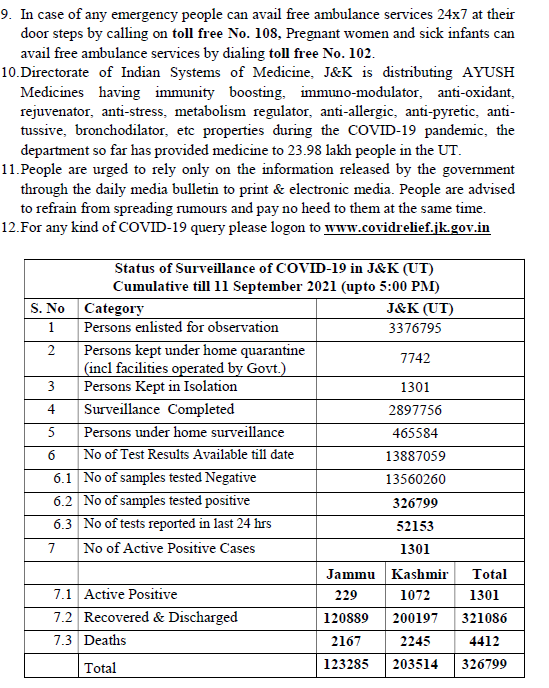 9. In case of any emergency people can avail free ambulance services 24x7 at their
door steps by calling on toll free No. 108, Pregnant women and sick infants can
avail free ambulance services by dialing toll free No. 102.
10.Directorate of Indian Systems of Medicine, J&K is distributing AYUSH
Medicines having immunity boosting, immuno-modulator, anti-oxidant,
rejuvenator, anti-stress, metabolism regulator, anti-allergic, anti-pyretic, anti-
tussive, bronchodilator, etc properties during the COVID-19 pandemic, the
department so far has provided medicine to 23.98 lakh people in the UT.
11.People are urged to rely only on the information released by the government
through the daily media bulletin to print & electronic media. People are advised
to refrain from spreading rumours and pay no heed to them at the same time.
12.For any kind of COVID-19 query please logon to www.covidrelief.jk.gov.in
Status of Surveillance of COVID-19 in J&K (UT)
Cumulative till 11 September 2021 (upto 5:00 PM)
S. No Category J&K (UT)
1 Persons enlisted for observation 3376795
2 Persons kept under home quarantine
(incl facilities operated by Govt.) 7742
3 Persons Kept in Isolation 1301
4 Surveillance Completed 2897756
5 Persons under home surveillance 465584
6 No of Test Results Available till date 13887059
6.1 No of samples tested Negative 13560260
6.2 No of samples tested positive 326799
6.3 No of tests reported in last 24 hrs 52153
7 No of Active Positive Cases 1301
Jammu Kashmir Total
7.1 Active Positive 229 1072 1301
7.2 Recovered & Discharged 120889 200197 321086
7.3 Deaths 2167 2245 4412
Total 123285 203514 326799